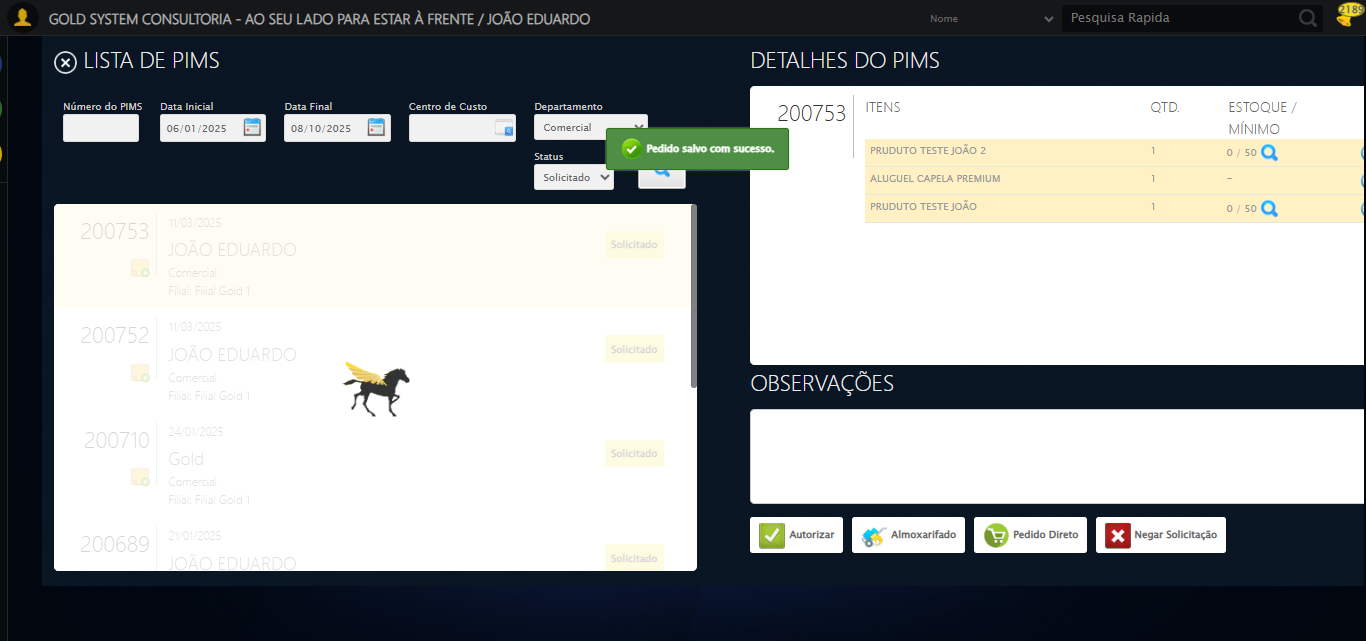 GOLD SYSTEM CONSULTORIA - AO SEU LADO PARA ESTAR À FRENTE / JOÃO EDUARDO
Nome
Pesquisa Rapida
2189
LISTA DE PIMS
Número do PIMS
Data Inicial
Data Final
Centro de Custo
Departamento
06/01/2025
08/10/2025
Comercial
Status
Solicitado
Pedido salvo com sucesso.
200753
11/03/2025
JOÃO EDUARDO
Comercial
Filial: Filial Gold 1
Solicitado
200752
11/03/2025
JOÃO EDUARDO
Comercial
Filial: Filial Gold 1
Solicitado
200710
24/01/2025
Gold
Comercial
Filial: Filial Gold 1
Solicitado
200689
21/01/2025
JOÃO EDUARDO
Solicitado
DETALHES DO PIMS
200753
ITENS QTD. ESTOQUE /
MÍNIMO
PRUDUTO TESTE JOÃO 2 1 0 / 50
ALUGUEL CAPELA PREMIUM 1 –
PRUDUTO TESTE JOÃO 1 0 / 50
OBSERVAÇÕES
Autorizar
Almoxarifado
Pedido Direto
Negar Solicitação